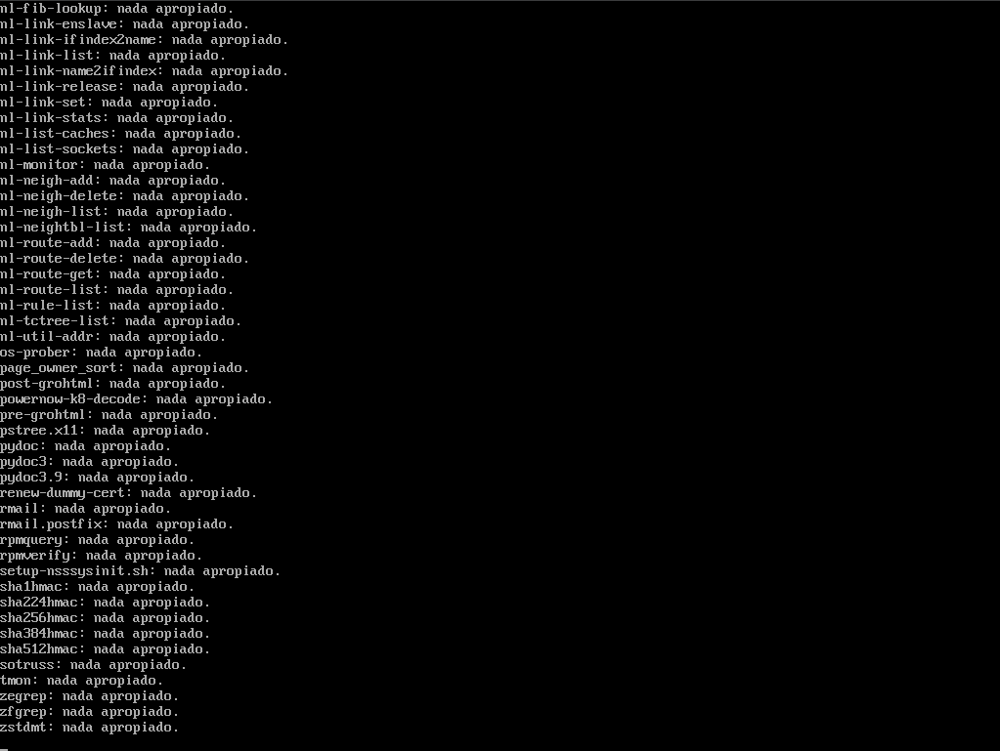 nl-fib-lookup: nada apropiado.
nl-link-enslave: nada apropiado.
nl-link-ifindex2name: nada apropiado.
nl-link-list: nada apropiado.
nl-link-name2ifindex: nada apropiado.
nl-link-release: nada apropiado.
nl-link-set: nada apropiado.
nl-link-stats: nada apropiado.
nl-list-caches: nada apropiado.
nl-list-sockets: nada apropiado.
nl-monitor: nada apropiado.
nl-neigh-add: nada apropiado.
nl-neigh-delete: nada apropiado.
nl-neigh-list: nada apropiado.
nl-neightbl-list: nada apropiado.
nl-route-add: nada apropiado.
nl-route-delete: nada apropiado.
nl-route-get: nada apropiado.
nl-route-list: nada apropiado.
nl-rule-list: nada apropiado.
nl-tctree-list: nada apropiado.
nl-util-addr: nada apropiado.
os-prober: nada apropiado.
page_owner_sort: nada apropiado.
post-grohtml: nada apropiado.
powernow-k8-decode: nada apropiado.
pre-grohtml: nada apropiado.
pstree.x11: nada apropiado.
pydoc: nada apropiado.
pydoc3: nada apropiado.
pydoc3.9: nada apropiado.
renew-dummy-cert: nada apropiado.
rmail: nada apropiado.
rmail.postfix: nada apropiado.
rpmquery: nada apropiado.
rpmverify: nada apropiado.
setup-nsssysinit.sh: nada apropiado.
sha1hmac: nada apropiado.
sha224hmac: nada apropiado.
sha256hmac: nada apropiado.
sha384hmac: nada apropiado.
sha512hmac: nada apropiado.
sotruss: nada apropiado.
tmon: nada apropiado.
zegrep: nada apropiado.
zfgrep: nada apropiado.
zstdmt: nada apropiado.